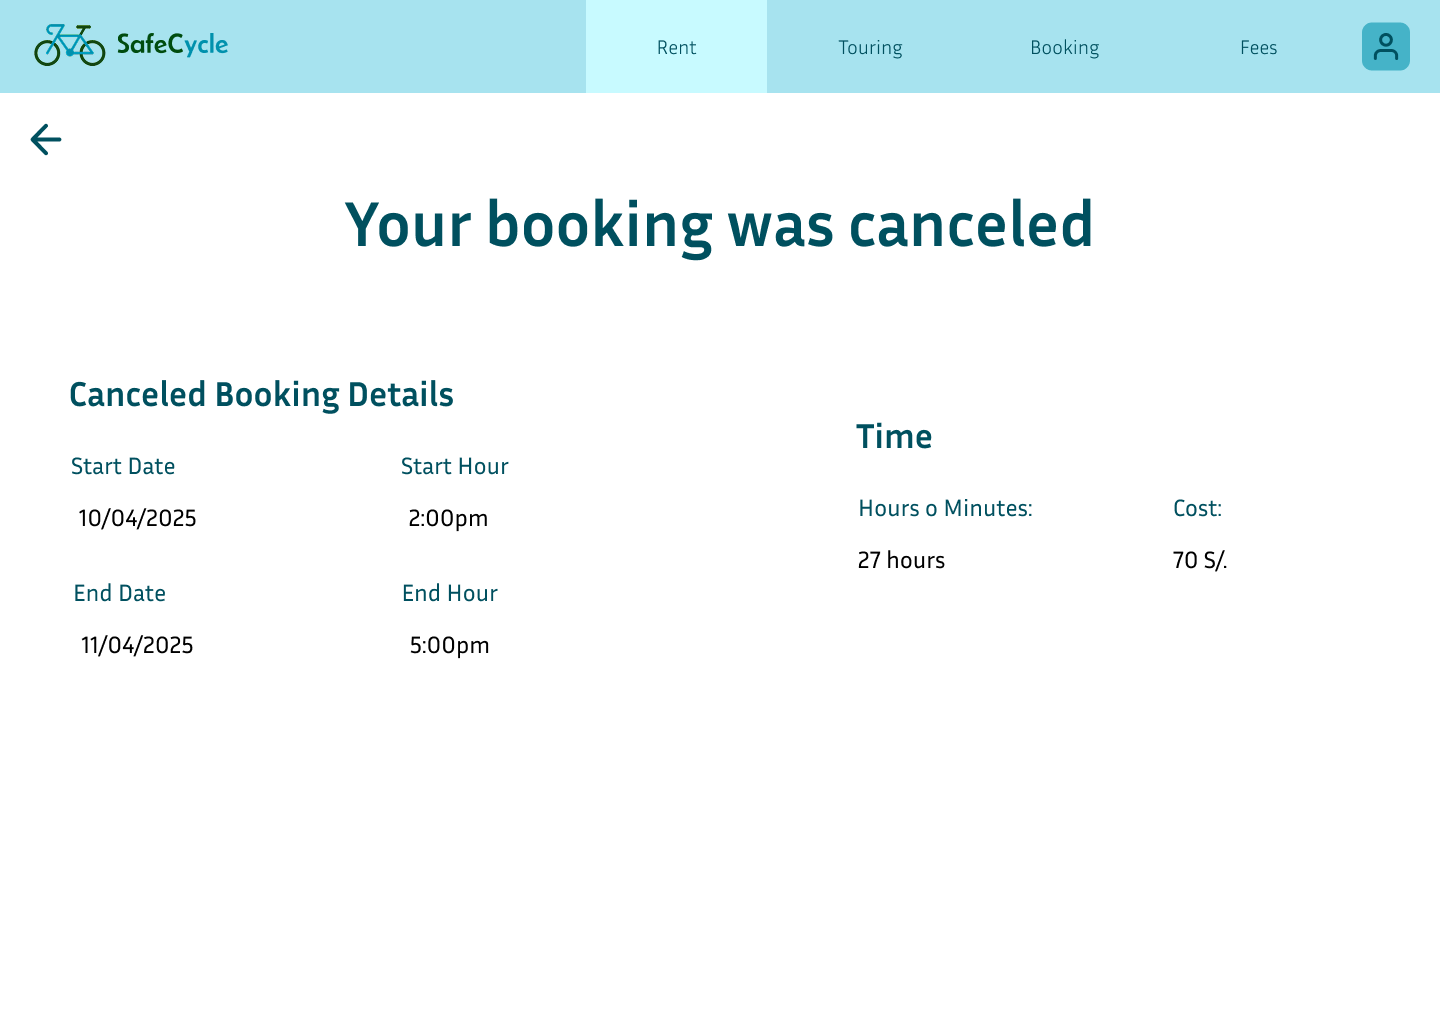 SafeCycle
Rent
Touring
Booking
Fees
Your booking was canceled
Canceled Booking Details
Start Date
Start Hour
10/04/2025
2:00pm
End Date
End Hour
11/04/2025
5:00pm
Time
Hours o Minutes:
Cost:
27 hours
70 S/.